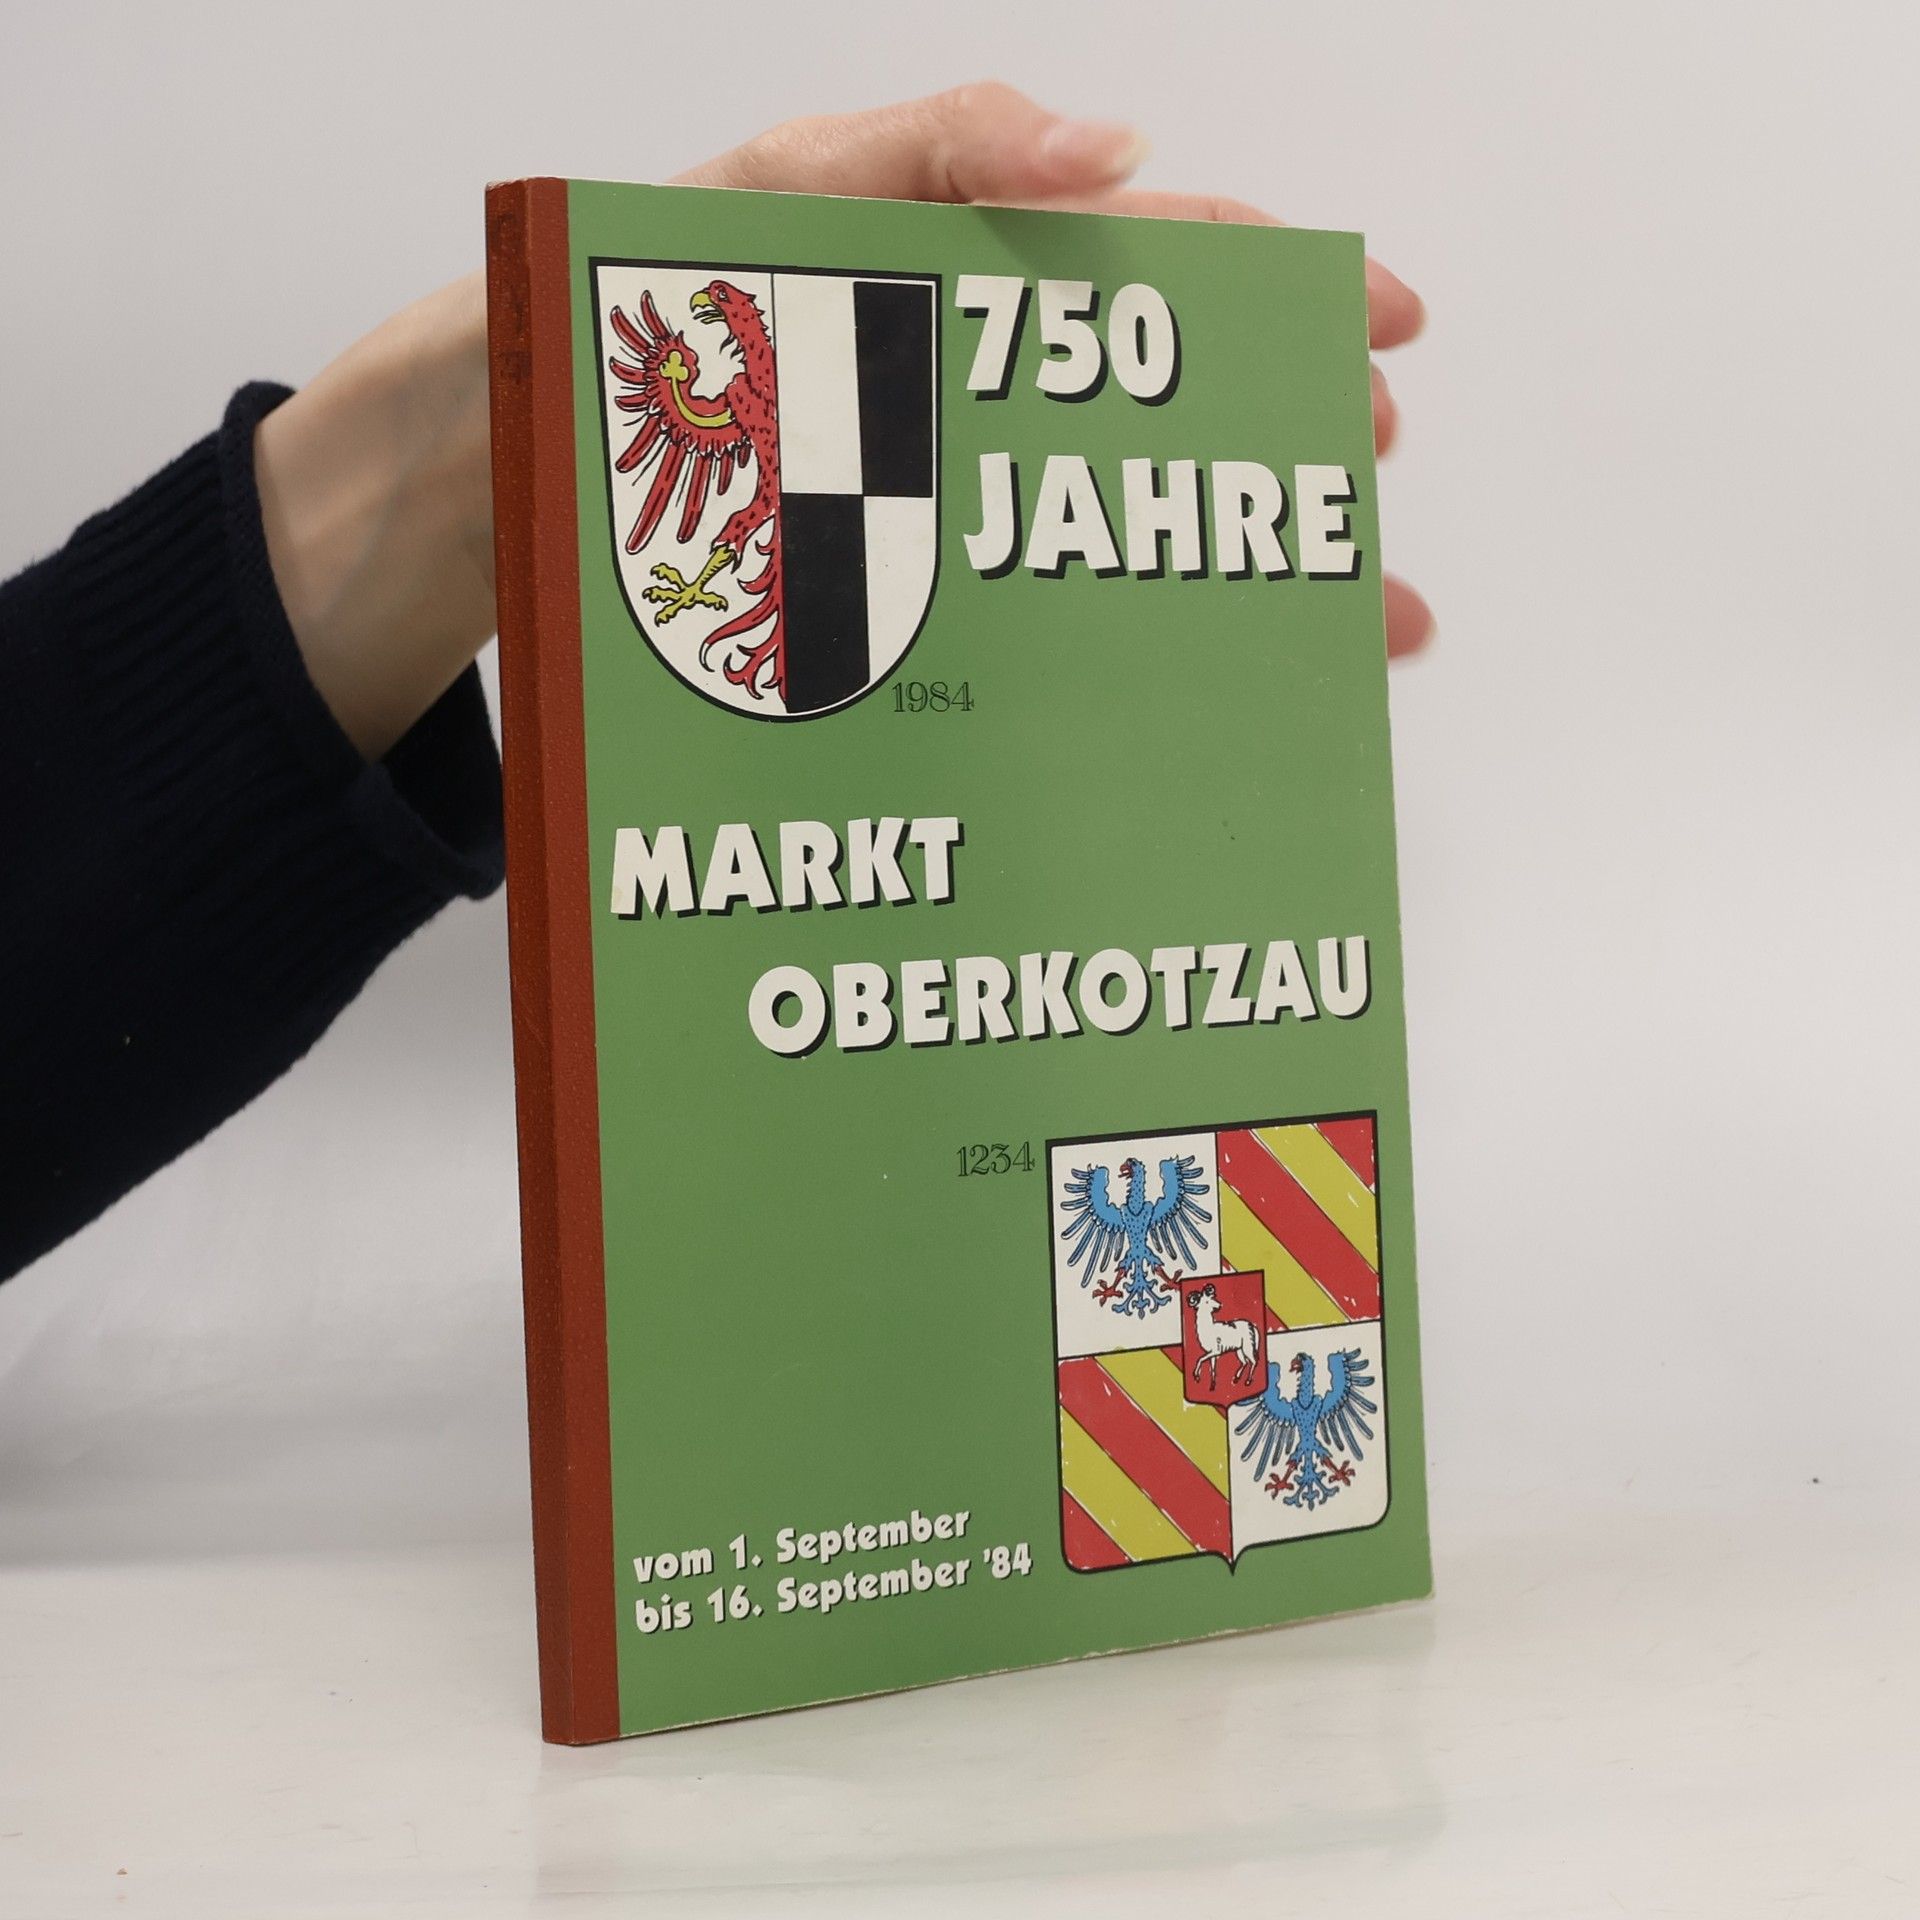 750
JAHRE
1984
MARKT
OBERKOTZAU
1234
vom 1. September
bis 16. September '84